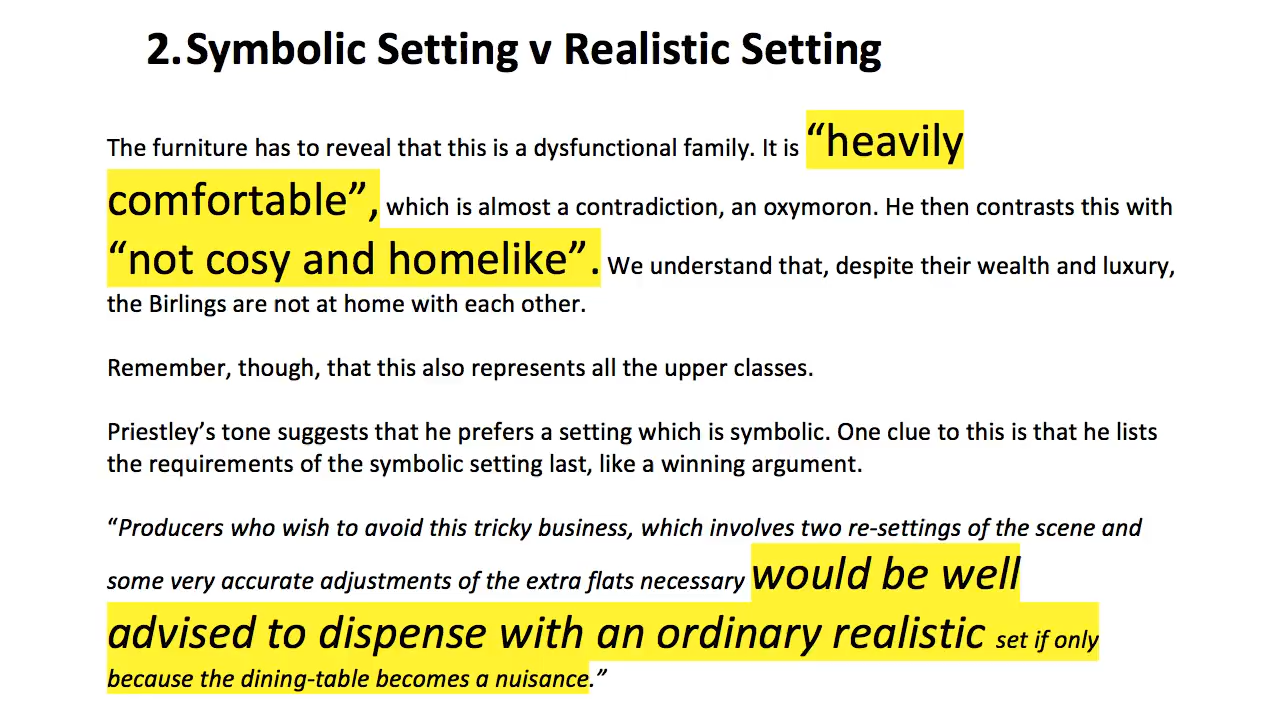 2. Symbolic Setting v Realistic Setting
The furniture has to reveal that this is a dysfunctional family. It is “heavily
comfortable”, which is almost a contradiction, an oxymoron. He then contrasts this with
“not cosy and homelike”. We understand that, despite their wealth and luxury,
the Birlings are not at home with each other.
Remember, though, that this also represents all the upper classes.
Priestley’s tone suggests that he prefers a setting which is symbolic. One clue to this is that he lists
the requirements of the symbolic setting last, like a winning argument.
“Producers who wish to avoid this tricky business, which involves two re-settings of the scene and
some very accurate adjustments of the extra flats necessary would be well
advised to dispense with an ordinary realistic set if only
because the dining-table becomes a nuisance.”